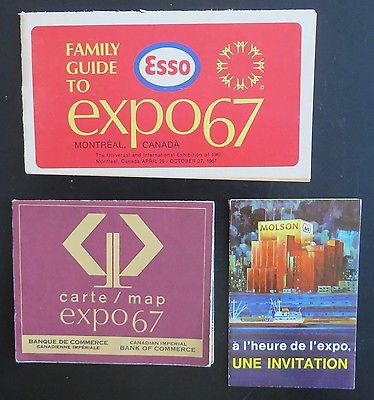 FAMILY
GUIDE
TO
Esso
expo67
MONTRÉAL, CANADA
The Universal and International Exhibition of 1967
Montreal, Canada APRIL 28 - OCTOBER 27, 1967
©
carte / map
expo67
BANQUE DE COMMERCE
CANADIENNE IMPÉRIALE
CANADIAN IMPERIAL
BANK OF COMMERCE
MOLSON
à l'heure de l'expo,
UNE INVITATION